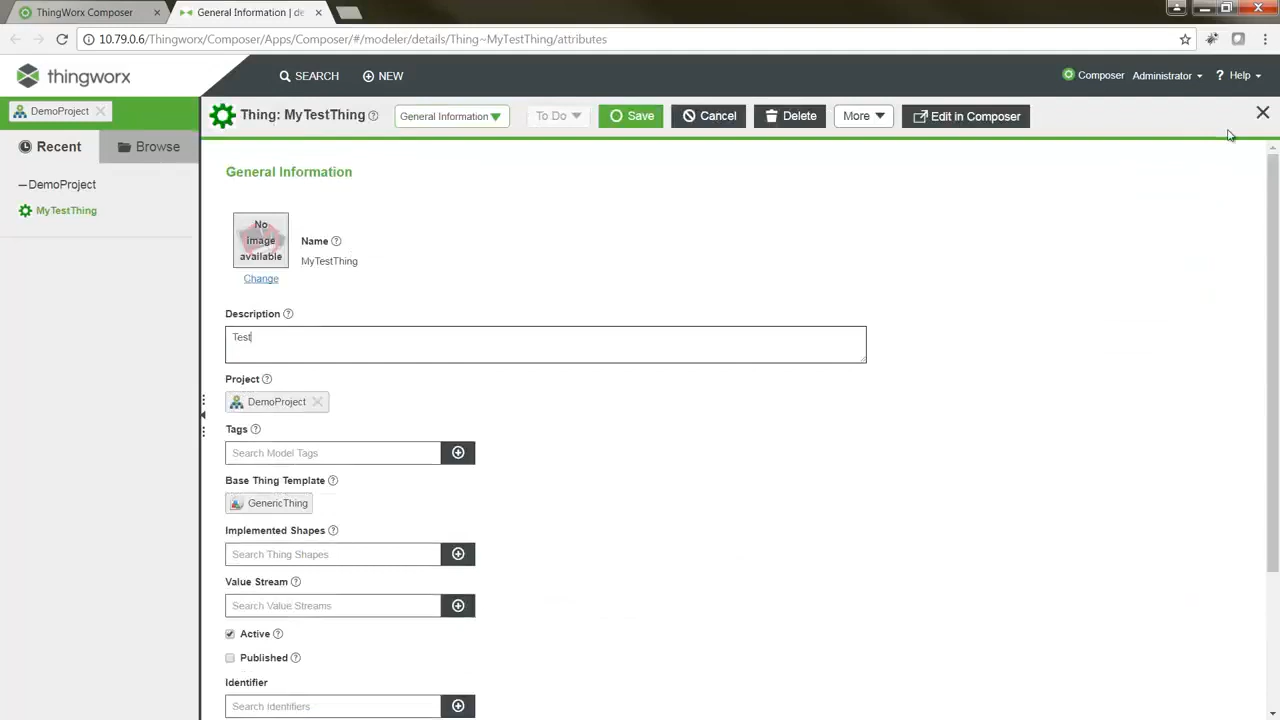 ThingWorx Composer
General Information | de
10.79.0.6/Thingworx/Composer/Apps/Composer/#/modeler/details/Thing~MyTestThing/attributes
thingworx
SEARCH
NEW
Composer
Administrator
? Help
DemoProject
Thing: MyTestThing
General Information
To Do
Save
Cancel
Delete
More
Edit in Composer
Recent
Browse
DemoProject
MyTestThing
General Information
No
image
available
Change
Name
MyTestThing
Description
Test
Project
DemoProject
Tags
Search Model Tags
Base Thing Template
GenericThing
Implemented Shapes
Search Thing Shapes
Value Stream
Search Value Streams
Active
Published
Identifier
Search Identifiers